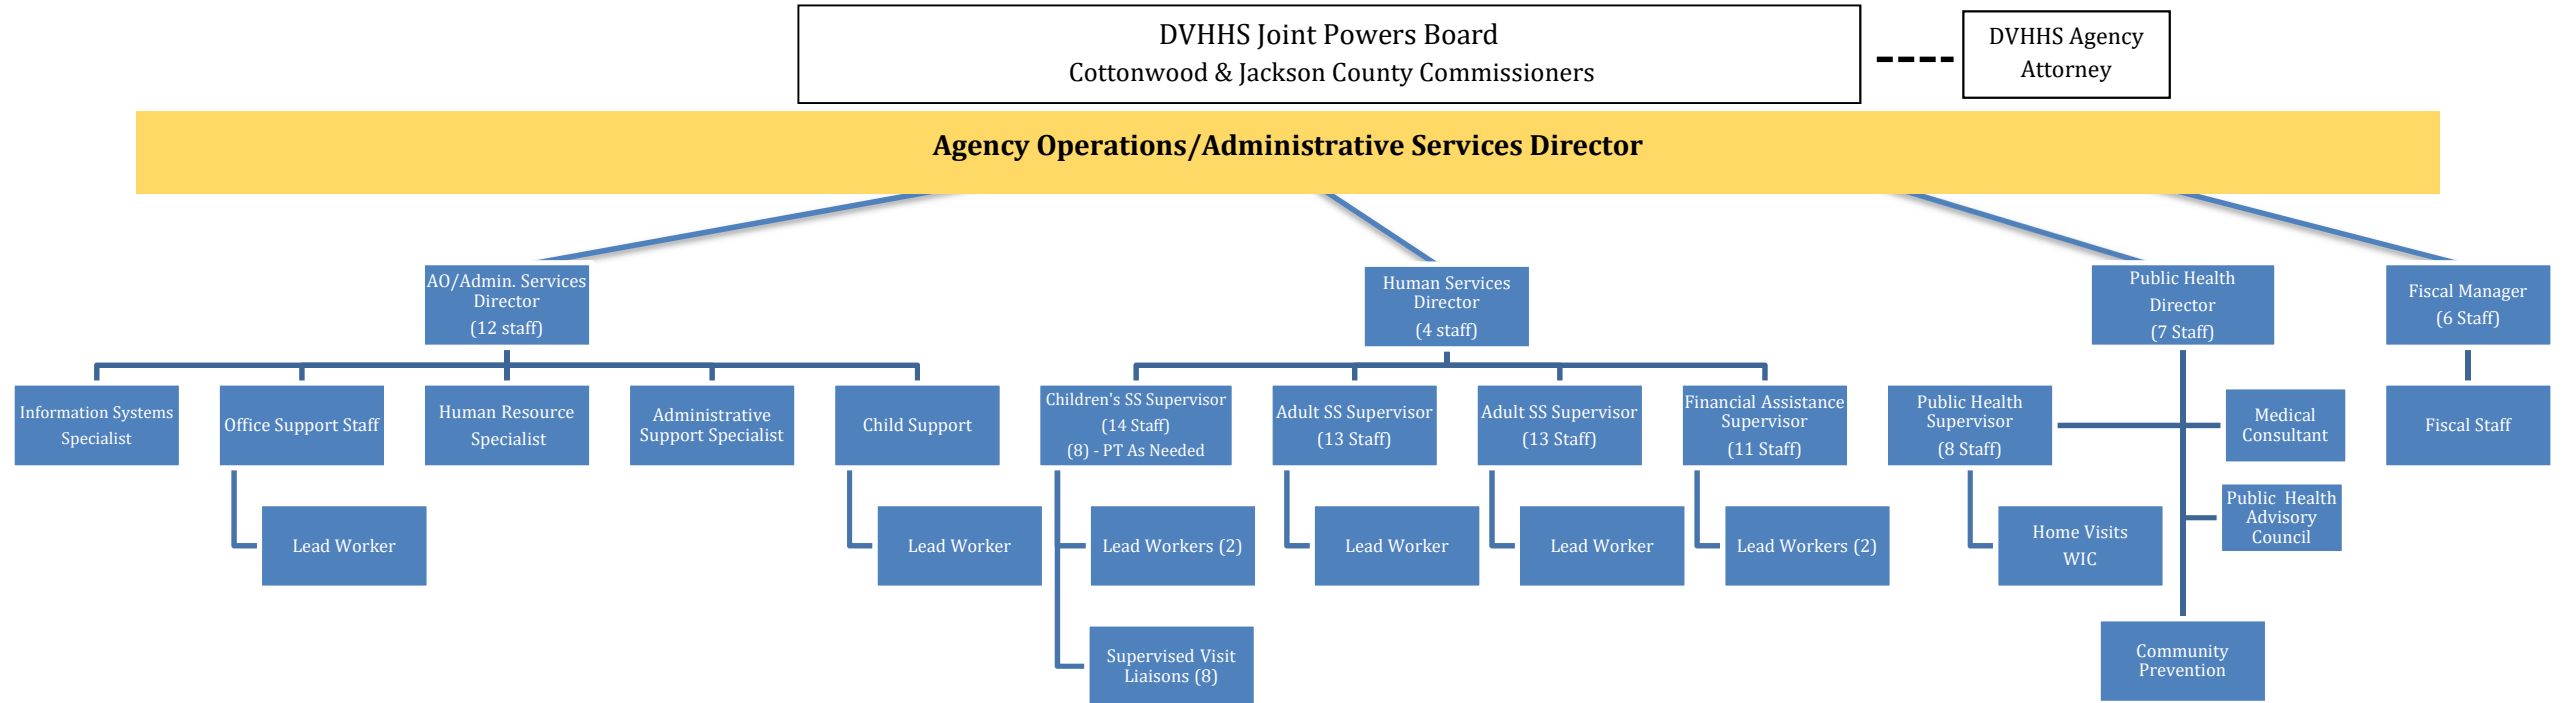 DVHHS Joint Powers Board
Cottonwood & Jackson County Commissioners
DVHHS Agency
Attorney
Agency Operations/Administrative Services Director
AO/Admin. Services
Director
(12 staff)
Human Services
Director
(4 staff)
Public Health
Director
(7 Staff)
Fiscal Manager
(6 Staff)
Information Systems
Specialist
Office Support Staff
Human Resource
Specialist
Administrative
Support Specialist
Child Support
Children's SS Supervisor
(14 Staff)
(8) - PT As Needed
Adult SS Supervisor
(13 Staff)
Adult SS Supervisor
(13 Staff)
Financial Assistance
Supervisor
(11 Staff)
Public Health
Supervisor
(8 Staff)
Medical
Consultant
Fiscal Staff
Lead Worker
Lead Worker
Lead Workers (2)
Lead Worker
Lead Worker
Lead Workers (2)
Home Visits
WIC
Public Health
Advisory
Council
Supervised Visit
Liaisons (8)
Community
Prevention